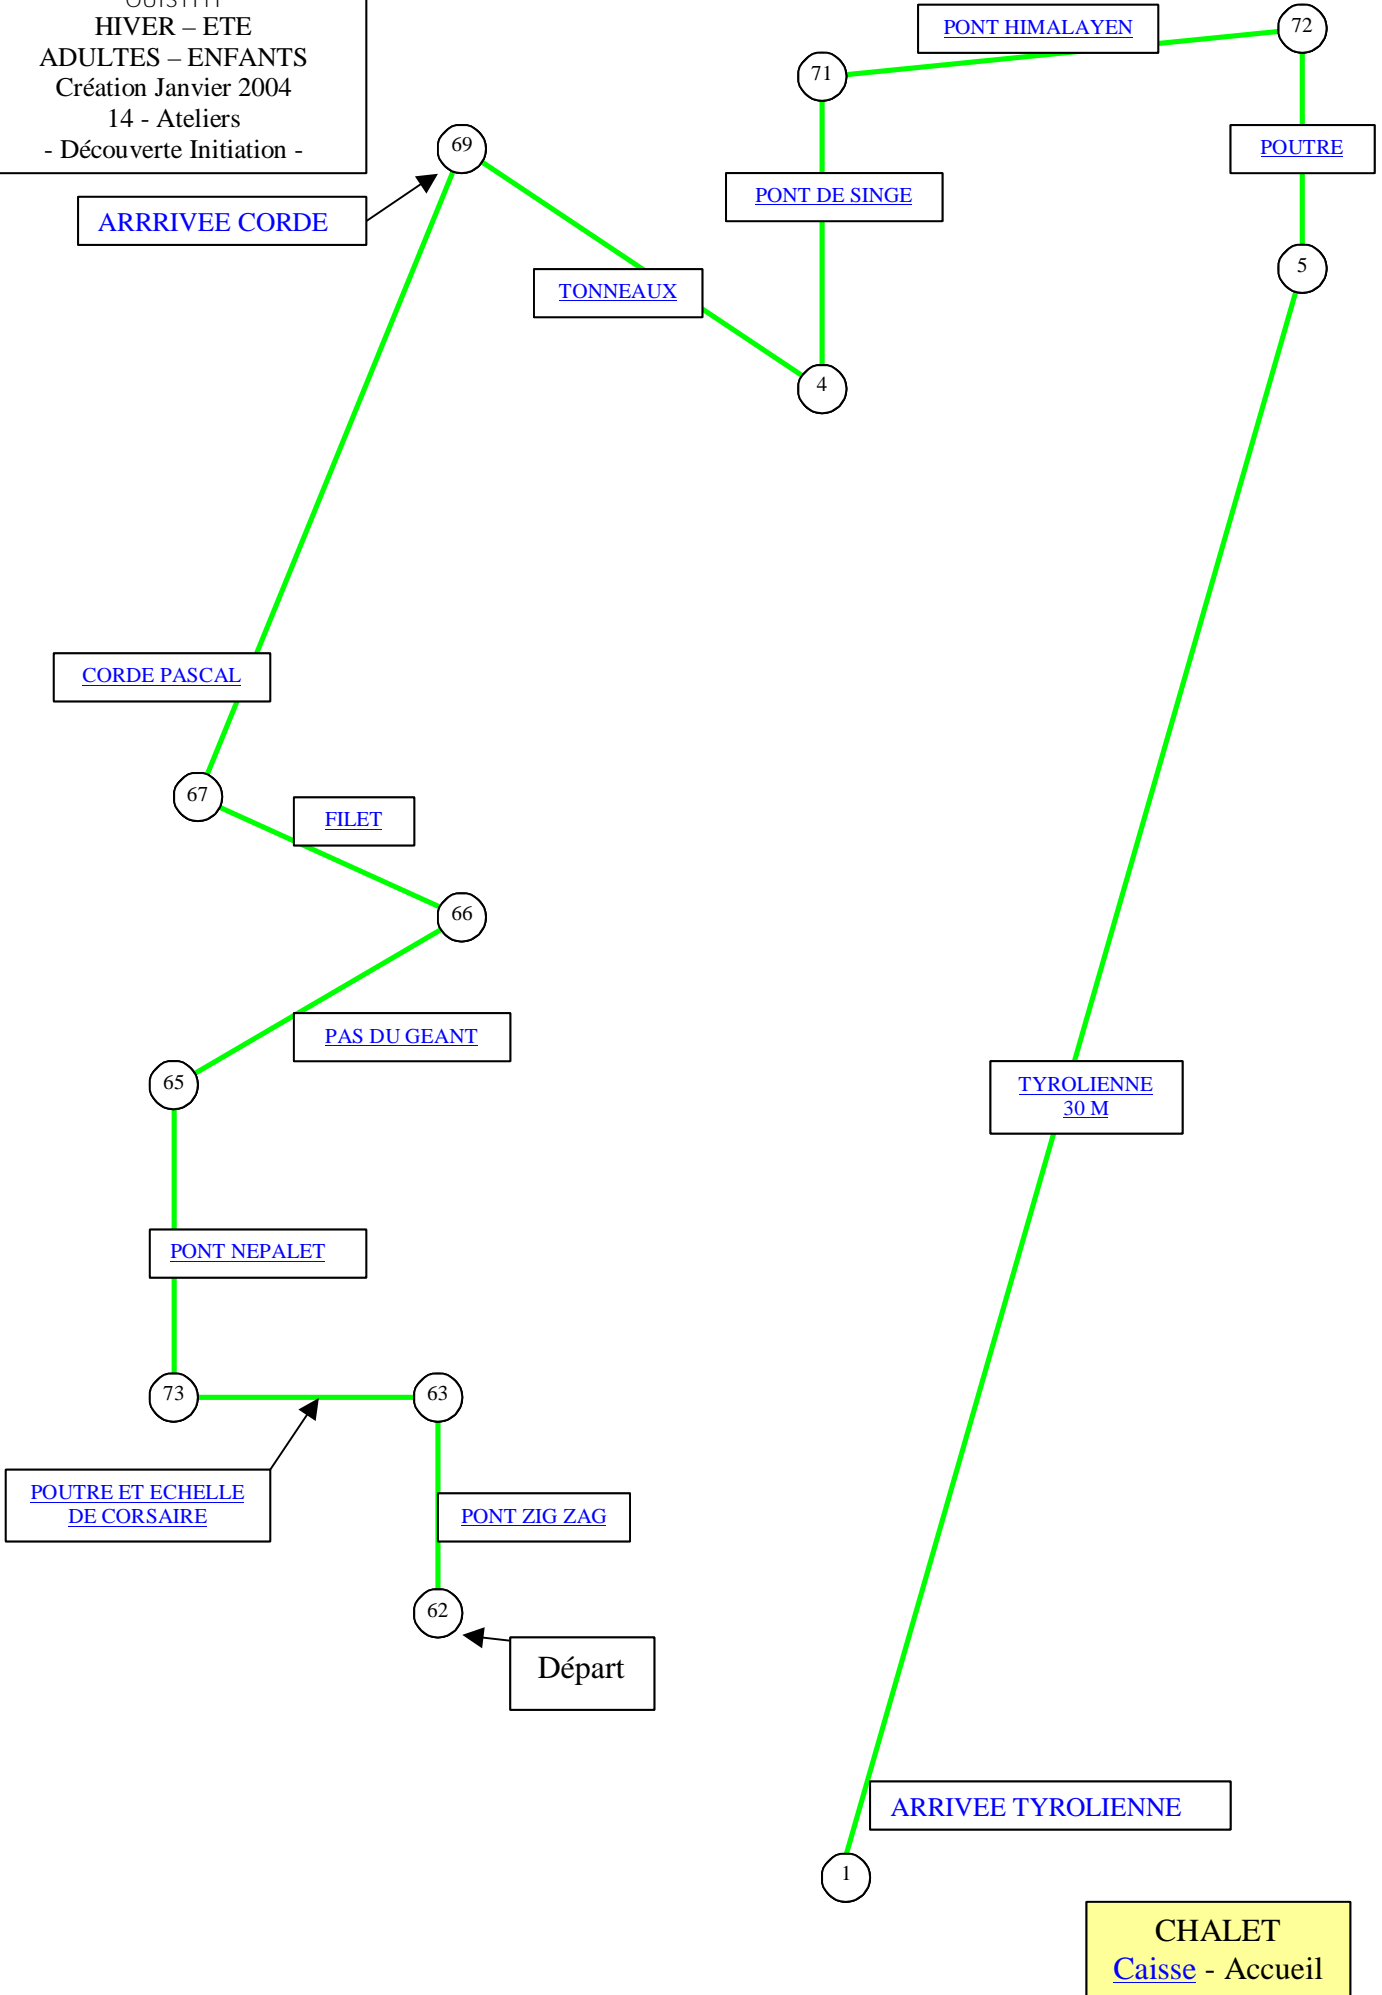 HIVER – ETE
ADULTES – ENFANTS
Création Janvier 2004
14 - Ateliers
- Découverte Initiation -
PONT HIMALAYEN
72
71
69
POUTRE
PONT DE SINGE
ARRRIVEE CORDE
5
TONNEAUX
4
CORDE PASCAL
67
FILET
66
PAS DU GEANT
65
TYROLIENNE
30 M
PONT NEPALET
73
63
POUTRE ET ECHELLE
DE CORSAIRE
PONT ZIG ZAG
62
Départ
ARRIVEE TYROLIENNE
1
CHALET
Caisse - Accueil